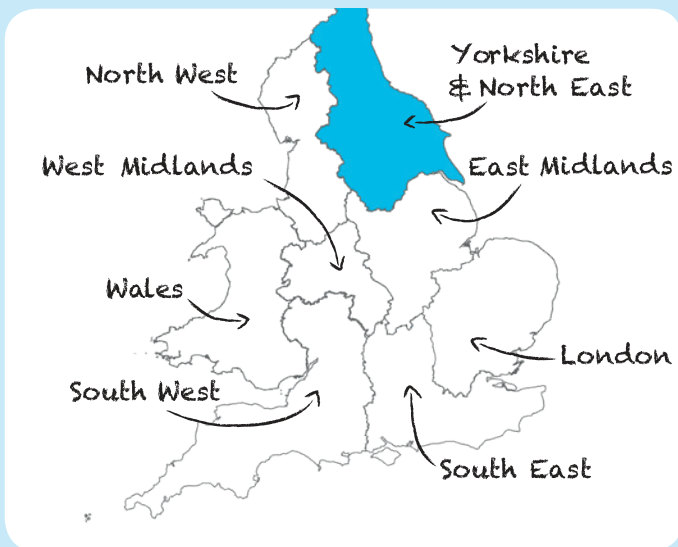 Yorkshire
& North East
North West
West Midlands
East Midlands
Wales
London
South West
South East